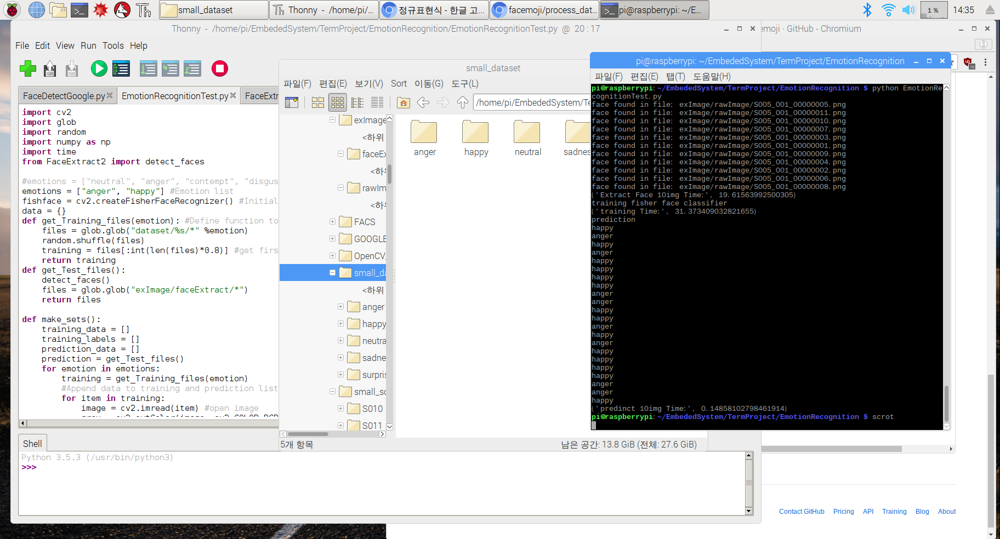 small_dataset
Thonny - /home/pi/...
정규표현식 - 한글 고...
facemoji/process_dat...
pi@raspberrypi: ~/E...
1 %
14:35
Thonny - /home/pi/EmbededSystem/TermProject/EmotionRecognition/EmotionRecognitionTest.py @ 20 : 17
File Edit View Run Tools Help
FaceDetectGoogle.py
EmotionRecognitionTest.py
FaceExtr
import cv2
import glob
import random
import numpy as np
import time
from FaceExtract2 import detect_faces
#emotions = ["neutral", "anger", "contempt", "disgus
emotions = ["anger", "happy"] #Emotion list
fishface = cv2.createFisherFaceRecognizer() #Initial
data = {}
def get_Training_files(emotion): #Define function to
files = glob.glob("dataset/%s/*" %emotion)
random.shuffle(files)
training = files[:int(len(files)*0.8)] #get firs
return training
def get_Test_files():
detect_faces()
files = glob.glob("exImage/faceExtract/*")
return files
def make_sets():
training_data = []
training_labels = []
prediction_data = []
prediction = get_Test_files()
for emotion in emotions:
training = get_Training_files(emotion)
#Append data to training and prediction list
for item in training:
image = cv2.imread(item) #open image
Shell
Python 3.5.3 (/usr/bin/python3)
>>>
small_dataset
파일(F) 편집(E) 보기(V) Sort 이동(G) 도구(L)
/home/pi/EmbededSystem/Te
exImage
<하위
faceEx
<하위
rawIm
<하위
FACS
GOOGLE
OpenCV_
small_da
<하위
anger
happy
neutra
sadne
surpris
small_so
S010
S011
anger
happy
neutral
sadnes
5개 항목
남은 공간: 13.8 GiB (전체: 27.6 GiB)
emoji · GitHub - Chromium
pi@raspberrypi: ~/EmbededSystem/TermProject/EmotionRecognition
파일(F) 편집(E) 탭(T) 도움말(H)
pi@raspberrypi:~/EmbededSystem/TermProject/EmotionRecognition $ python EmotionRe
cognitionTest.py
face found in file: exImage/rawImage/S005_001_00000005.png
face found in file: exImage/rawImage/S005_001_00000011.png
face found in file: exImage/rawImage/S005_001_00000010.png
face found in file: exImage/rawImage/S005_001_00000007.png
face found in file: exImage/rawImage/S005_001_00000003.png
face found in file: exImage/rawImage/S005_001_00000001.png
face found in file: exImage/rawImage/S005_001_00000009.png
face found in file: exImage/rawImage/S005_001_00000004.png
face found in file: exImage/rawImage/S005_001_00000002.png
face found in file: exImage/rawImage/S005_001_00000006.png
face found in file: exImage/rawImage/S005_001_00000008.png
('Extract Face 10img Time:', 19.61563992500305)
training fisher face classifier
('training Time:', 31.373409032821655)
prediction
happy
anger
happy
anger
happy
happy
happy
happy
anger
anger
happy
happy
anger
happy
anger
happy
happy
happy
happy
anger
anger
happy
('predinct 10img Time:', 0.14858102798461914)
pi@raspberrypi:~/EmbededSystem/TermProject/EmotionRecognition $ scrot
Contact GitHub Pricing API Training Blog About